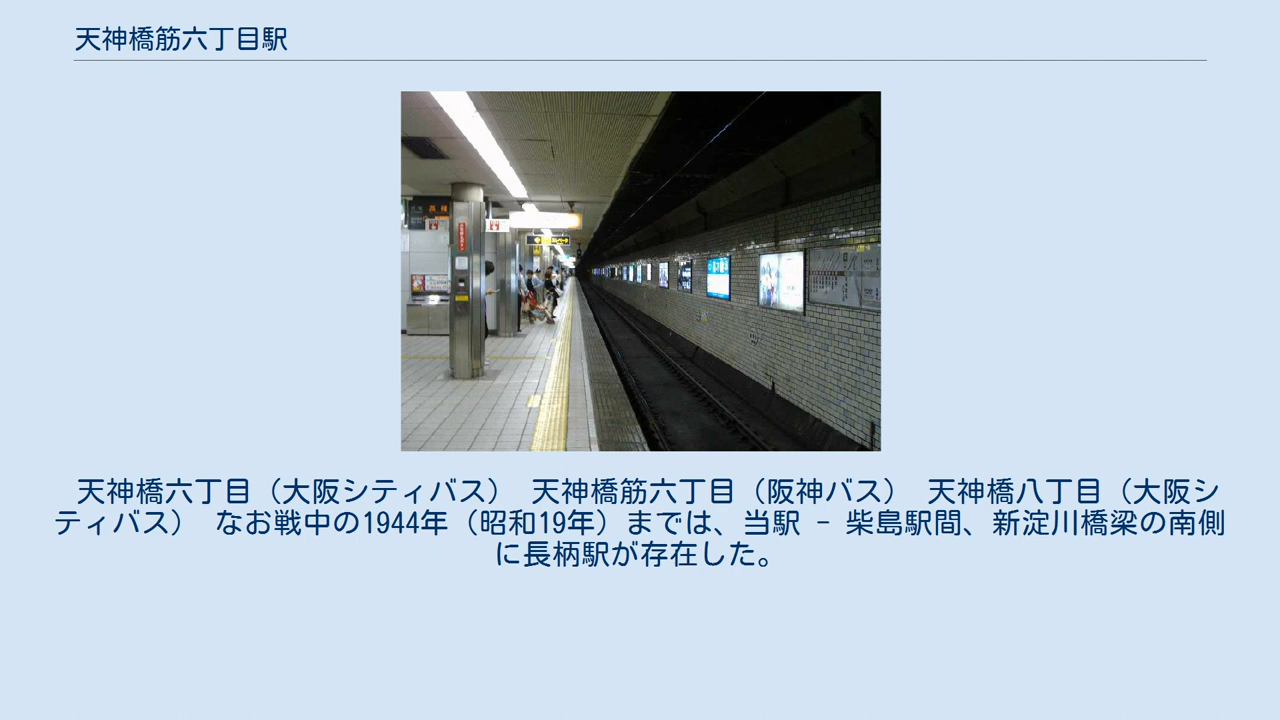 天神橋筋六丁目駅
天神橋六丁目（大阪シティバス）　天神橋筋六丁目（阪神バス）　天神橋八丁目（大阪シ
ティバス）　なお戦中の1944年（昭和19年）までは、当駅 - 柴島駅間、新淀川橋梁の南側
に長柄駅が存在した。